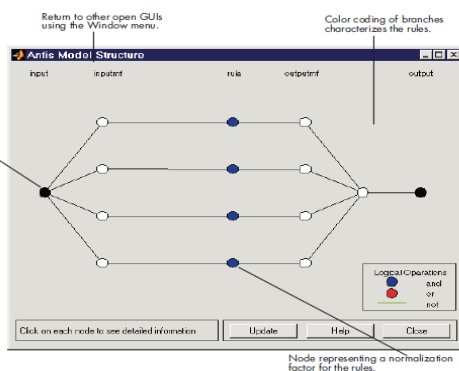 Return to other open GUIs
using the Window menu.
Color coding of branches
characterizes the rules.
Anfis Model Structure
input inputmf rule outputmf output
Logical Operations
and
or
not
Click on each node to see detailed information
Update Help Close
Node representing a normalization
factor for the rules.